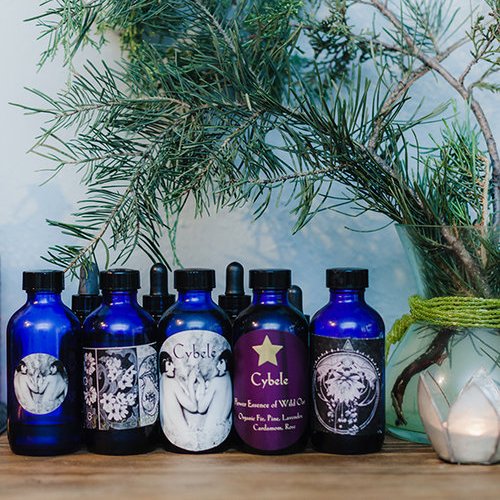 Cybele
Cybele
Flower Essence of Wild Oat
Organic Fir, Pine, Lavender,
Cardamom, Rose